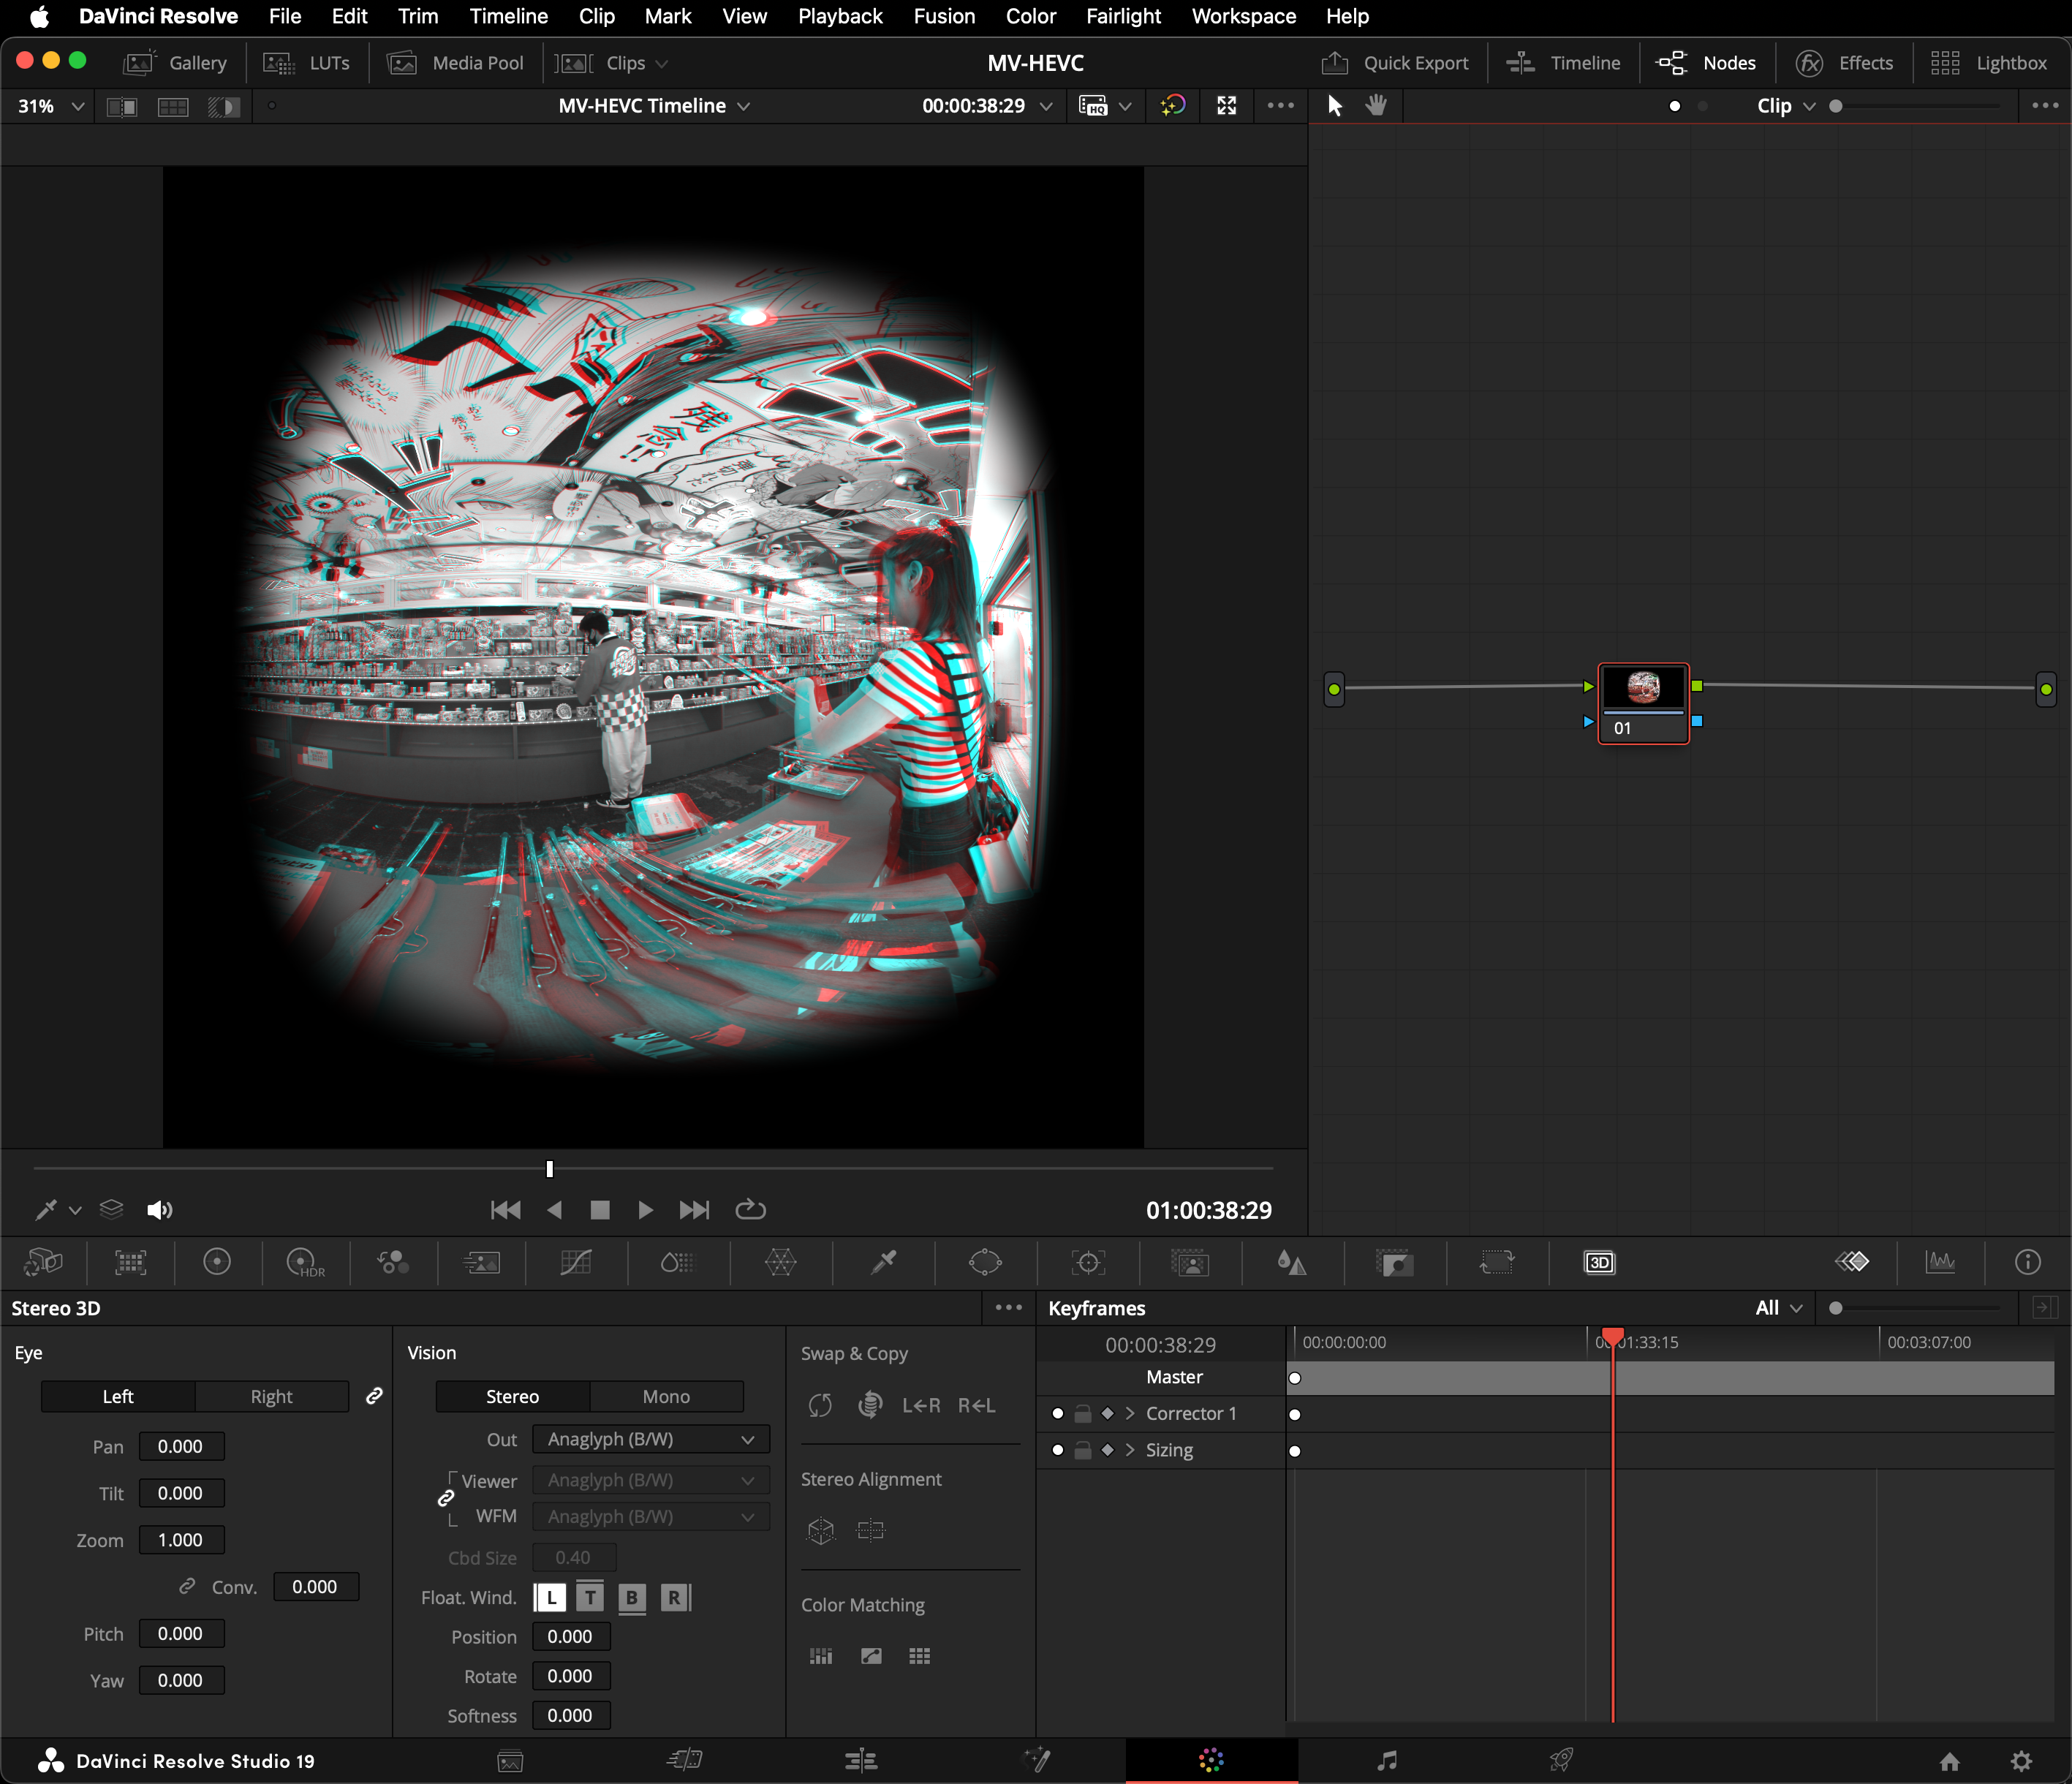 DaVinci Resolve File Edit Trim Timeline Clip Mark View Playback Fusion Color Fairlight Workspace Help
Gallery LUTs Media Pool Clips MV-HEVC Quick Export Timeline Nodes Effects Lightbox
31% MV-HEVC Timeline 00:00:38:29 HQ Clip
残
01
01:00:38:29
HDR
3D
Stereo 3D
Eye
Left Right
Pan 0.000
Tilt 0.000
Zoom 1.000
Conv. 0.000
Pitch 0.000
Yaw 0.000
Vision
Stereo Mono
Out Anaglyph (B/W)
Viewer Anaglyph (B/W)
WFM Anaglyph (B/W)
Cbd Size 0.40
Float. Wind. L T B R
Position 0.000
Rotate 0.000
Softness 0.000
Swap & Copy
L←R R←L
Stereo Alignment
Color Matching
Keyframes All
00:00:38:29 00:00:00:00 00:01:33:15 00:03:07:00
Master
Corrector 1
Sizing
DaVinci Resolve Studio 19